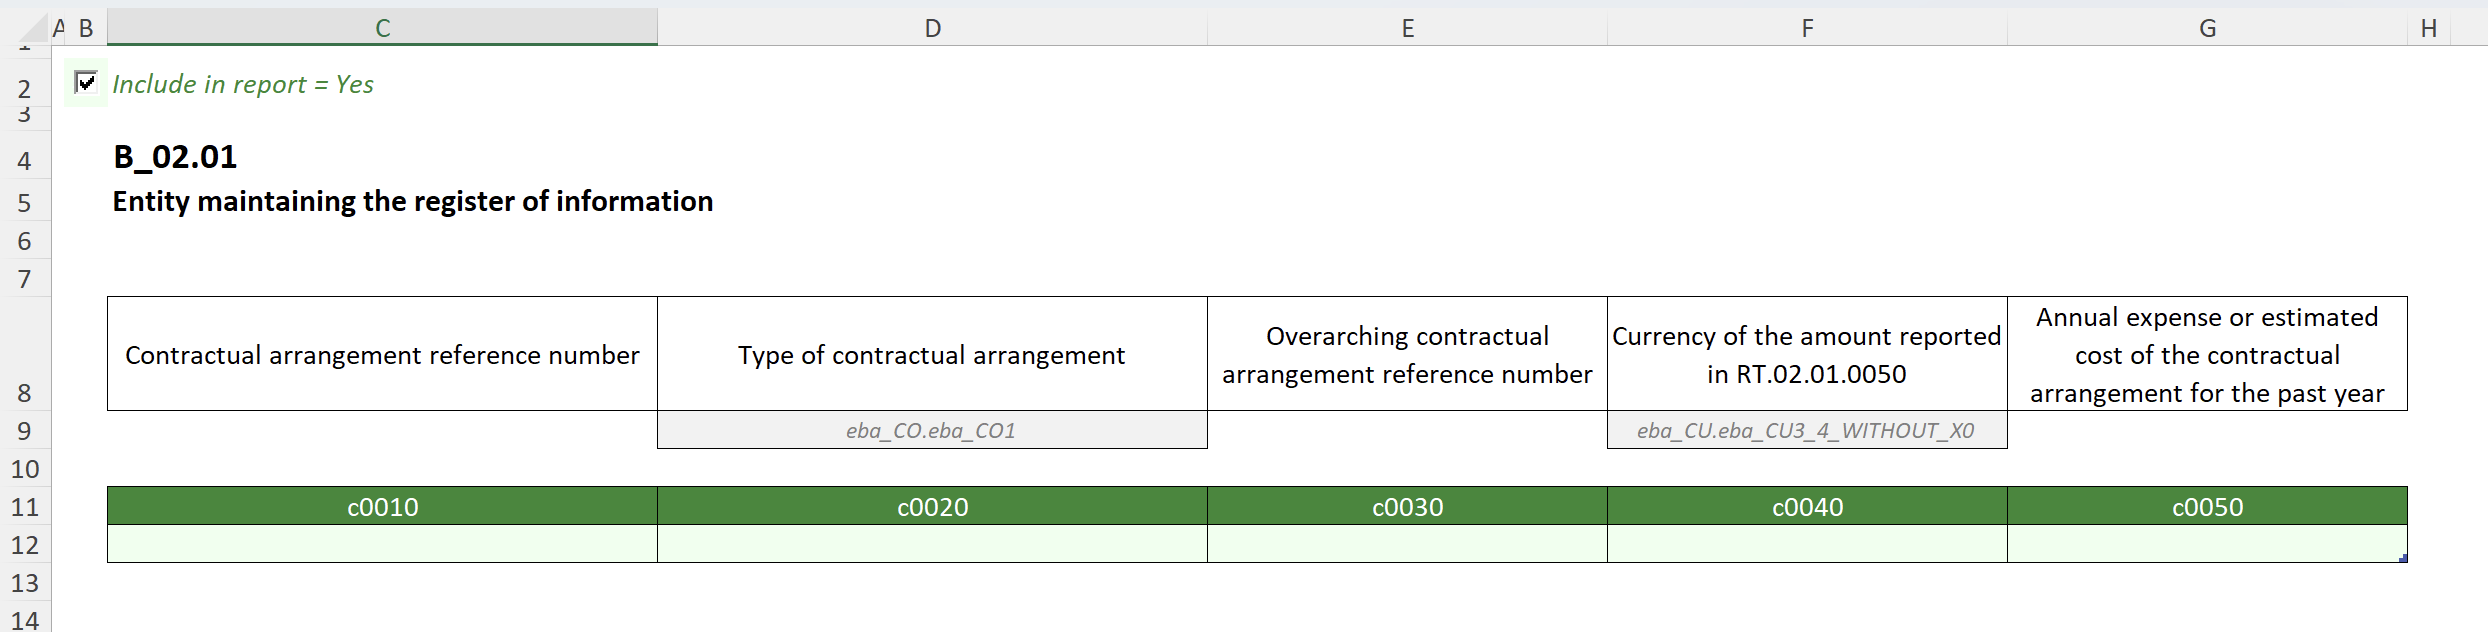 A B C D E F G H
1
2 Include in report = Yes
3
4 B_02.01
5 Entity maintaining the register of information
6
7
8 Contractual arrangement reference number Type of contractual arrangement Overarching contractual arrangement reference number Currency of the amount reported in RT.02.01.0050 Annual expense or estimated cost of the contractual arrangement for the past year
9 eba_CO.eba_CO1 eba_CU.eba_CU3_4_WITHOUT_X0
10
11 c0010 c0020 c0030 c0040 c0050
12
13
14